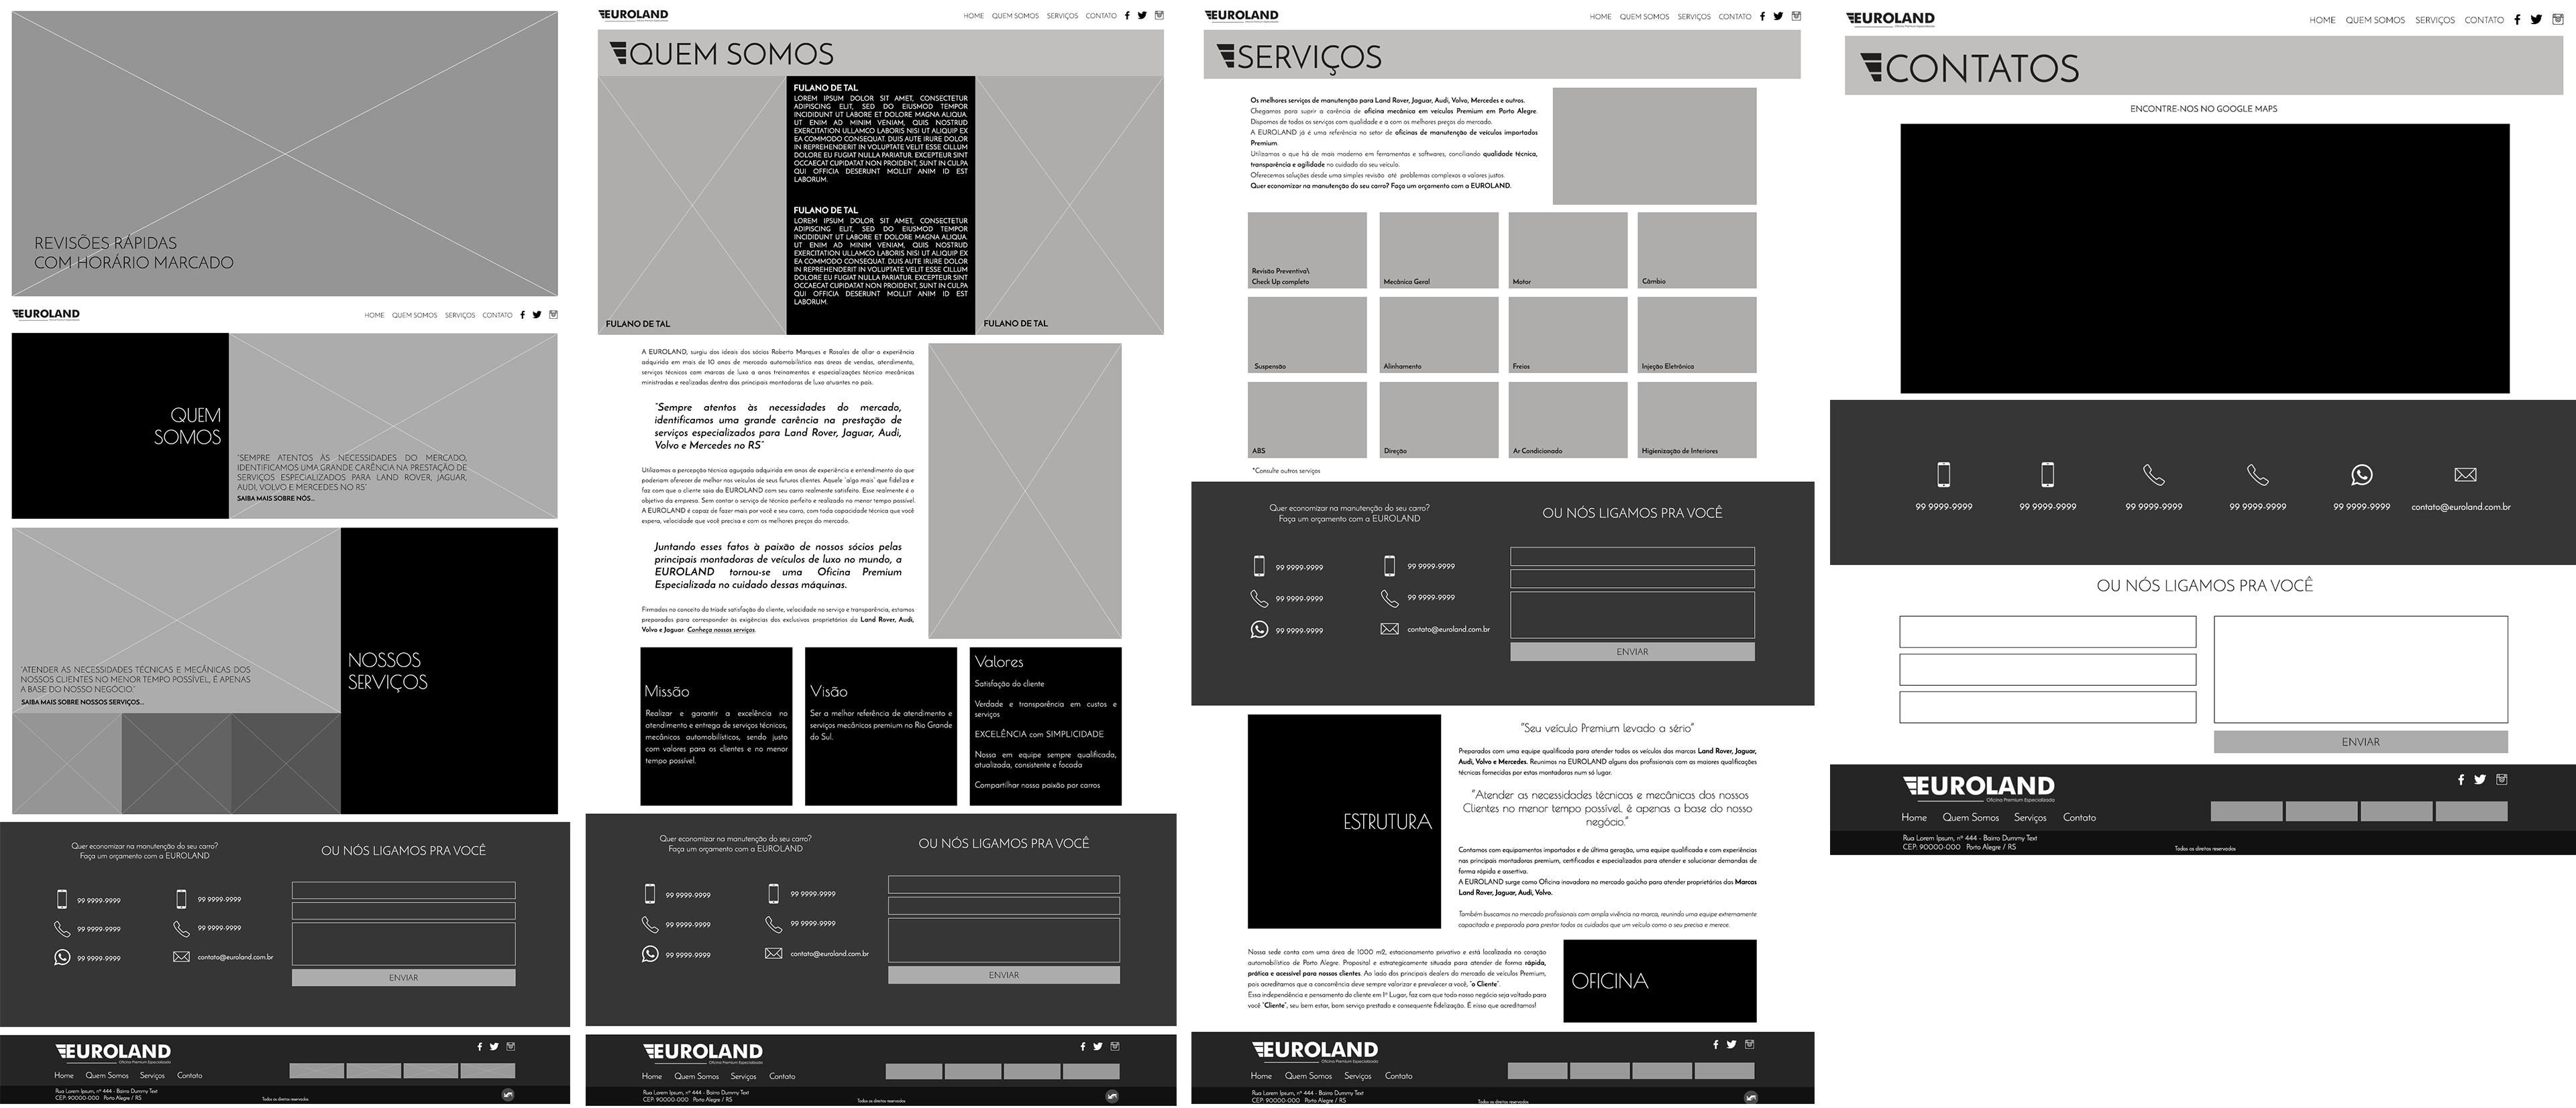 REVISÕES RÁPIDAS
COM HORÁRIO MARCADO
EUROLAND
HOME QUEM SOMOS SERVIÇOS CONTATO
QUEM
SOMOS
"SEMPRE ATENTOS ÀS NECESSIDADES DO MERCADO,
IDENTIFICAMOS UMA GRANDE CARÊNCIA NA PRESTAÇÃO DE
SERVIÇOS ESPECIALIZADOS PARA LAND ROVER, JAGUAR,
AUDI, VOLVO E MERCEDES NO RS"
SAIBA MAIS SOBRE NÓS...
"ATENDER AS NECESSIDADES TÉCNICAS E MECÂNICAS DOS
NOSSOS CLIENTES NO MENOR TEMPO POSSÍVEL, É APENAS
A BASE DO NOSSO NEGÓCIO."
SAIBA MAIS SOBRE NOSSOS SERVIÇOS...
NOSSOS
SERVIÇOS
Quer economizar na manutenção do seu carro?
Faça um orçamento com a EUROLAND
99 9999-9999
99 9999-9999
99 9999-9999
99 9999-9999
99 9999-9999
contato@euroland.com.br
OU NÓS LIGAMOS PRA VOCÊ
ENVIAR
EUROLAND
Oficina Premium Especializada
Home Quem Somos Serviços Contato
Rua Lorem Ipsum, nº 444 - Bairro Dummy Text
CEP: 90000-000 Porto Alegre / RS
Todos os direitos reservados
EUROLAND
HOME QUEM SOMOS SERVIÇOS CONTATO
QUEM SOMOS
FULANO DE TAL
LOREM IPSUM DOLOR SIT AMET, CONSECTETUR
ADIPISCING ELIT, SED DO EIUSMOD TEMPOR
INCIDIDUNT UT LABORE ET DOLORE MAGNA ALIQUA.
UT ENIM AD MINIM VENIAM, QUIS NOSTRUD
EXERCITATION ULLAMCO LABORIS NISI UT ALIQUIP EX
EA COMMODO CONSEQUAT. DUIS AUTE IRURE DOLOR
IN REPREHENDERIT IN VOLUPTATE VELIT ESSE CILLUM
DOLORE EU FUGIAT NULLA PARIATUR. EXCEPTEUR SINT
OCCAECAT CUPIDATAT NON PROIDENT, SUNT IN CULPA
QUI OFFICIA DESERUNT MOLLIT ANIM ID EST
LABORUM.
FULANO DE TAL
LOREM IPSUM DOLOR SIT AMET, CONSECTETUR
ADIPISCING ELIT, SED DO EIUSMOD TEMPOR
INCIDIDUNT UT LABORE ET DOLORE MAGNA ALIQUA.
UT ENIM AD MINIM VENIAM, QUIS NOSTRUD
EXERCITATION ULLAMCO LABORIS NISI UT ALIQUIP EX
EA COMMODO CONSEQUAT. DUIS AUTE IRURE DOLOR
IN REPREHENDERIT IN VOLUPTATE VELIT ESSE CILLUM
DOLORE EU FUGIAT NULLA PARIATUR. EXCEPTEUR SINT
OCCAECAT CUPIDATAT NON PROIDENT, SUNT IN CULPA
QUI OFFICIA DESERUNT MOLLIT ANIM ID EST
LABORUM.
FULANO DE TAL
FULANO DE TAL
A EUROLAND, surgiu dos ideais dos sócios Roberto Marques e Rosales de aliar a experiência
adquirida em mais de 10 anos de mercado automobilístico nas áreas de vendas, atendimento,
serviços técnicos com marcas de luxo a anos treinamentos e especializações técnica mecânicas
ministradas e realizadas dentro das principais montadoras de luxo atuantes no país.
"Sempre atentos às necessidades do mercado,
identificamos uma grande carência na prestação de
serviços especializados para Land Rover, Jaguar, Audi,
Volvo e Mercedes no RS"
Utilizamos a percepção técnica aguçada adquirida em anos de experiência e entendimento do que
poderiam oferecer de melhor nos veículos de seus futuros clientes. Aquele 'algo mais' que fideliza e
faz com que o cliente saia da EUROLAND com seu carro realmente satisfeito. Esse realmente é o
objetivo da empresa. Sem contar o serviço de técnica perfeito e realizado no menor tempo possível.
A EUROLAND é capaz de fazer mais por você e seu carro, com toda capacidade técnica que você
espera, velocidade que você precisa e com os melhores preços do mercado.
Juntando esses fatos à paixão de nossos sócios pelas
principais montadoras de veículos de luxo no mundo, a
EUROLAND tornou-se uma Oficina Premium
Especializada no cuidado dessas máquinas.
Firmados no conceito da tríade satisfação do cliente, velocidade no serviço e transparência, estamos
preparados para corresponder às exigências dos exclusivos proprietários da Land Rover, Audi,
Volvo e Jaguar. Conheça nossos serviços.
Missão
Realizar e garantir a excelência no
atendimento e entrega de serviços técnicos,
mecânicos automobilísticos, sendo justo
com valores para os clientes e no menor
tempo possível.
Visão
Ser a melhor referência de atendimento e
serviços mecânicos premium no Rio Grande
do Sul.
Valores
Satisfação do cliente
Verdade e transparência em custos e
serviços
EXCELÊNCIA com SIMPLICIDADE
Nossa em equipe sempre qualificada,
atualizada, consistente e focada
Compartilhar nossa paixão por carros
Quer economizar na manutenção do seu carro?
Faça um orçamento com a EUROLAND
99 9999-9999
99 9999-9999
99 9999-9999
99 9999-9999
99 9999-9999
contato@euroland.com.br
OU NÓS LIGAMOS PRA VOCÊ
ENVIAR
EUROLAND
Oficina Premium Especializada
Home Quem Somos Serviços Contato
Rua Lorem Ipsum, nº 444 - Bairro Dummy Text
CEP: 90000-000 Porto Alegre / RS
Todos os direitos reservados
EUROLAND
HOME QUEM SOMOS SERVIÇOS CONTATO
SERVIÇOS
Os melhores serviços de manutenção para Land Rover, Jaguar, Audi, Volvo, Mercedes e outros.
Chegamos para suprir a carência de oficina mecânica em veículos Premium em Porto Alegre.
Dispomos de todos os serviços com qualidade e a com os melhores preços do mercado.
A EUROLAND já é uma referência no setor de oficinas de manutenção de veículos importados
Premium.
Utilizamos o que há de mais moderno em ferramentas e softwares, conciliando qualidade técnica,
transparência e agilidade no cuidado do seu veículo.
Oferecemos soluções desde uma simples revisão até problemas complexos a valores justos.
Quer economizar na manutenção do seu carro? Faça um orçamento com a EUROLAND.
Revisão Preventiva\
Check Up completo
Mecânica Geral
Motor
Câmbio
Suspensão
Alinhamento
Freios
Injeção Eletrônica
ABS
Direção
Ar Condicionado
Higienização de Interiores
*Consulte outros serviços
Quer economizar na manutenção do seu carro?
Faça um orçamento com a EUROLAND
99 9999-9999
99 9999-9999
99 9999-9999
99 9999-9999
99 9999-9999
contato@euroland.com.br
OU NÓS LIGAMOS PRA VOCÊ
ENVIAR
ESTRUTURA
"Seu veículo Premium levado a sério"
Preparados com uma equipe qualificada para atender todos os veículos das marcas Land Rover, Jaguar,
Audi, Volvo e Mercedes. Reunimos na EUROLAND alguns dos profissionais com as maiores qualificações
técnicas fornecidas por estas montadoras num só lugar.
"Atender as necessidades técnicas e mecânicas dos nossos
Clientes no menor tempo possível, é apenas a base do nosso
negócio."
Contamos com equipamentos importados e de última geração, uma equipe qualificada e com experiências
nas principais montadoras premium, certificados e especializados para atender e solucionar demandas de
forma rápida e assertiva.
A EUROLAND surge como Oficina inovadora no mercado gaúcho para atender proprietários das Marcas
Land Rover, Jaguar, Audi, Volvo.
Também buscamos no mercado profissionais com ampla vivência na marca, reunindo uma equipe extremamente
capacitada e preparada para prestar todos os cuidados que um veículo como o seu precisa e merece.
Nossa sede conta com uma área de 1000 m2, estacionamento privativo e está localizada no coração
automobilístico de Porto Alegre. Proposital e estrategicamente situada para atender de forma rápida,
prática e acessível para nossos clientes. Ao lado dos principais dealers do mercado de veículos Premium,
pois acreditamos que a concorrência deve sempre valorizar e prevalecer a você, "o Cliente".
Essa independência e pensamento do cliente em 1º Lugar, faz com que todo nosso negócio seja voltado para
você "Cliente", seu bem estar, bom serviço prestado e consequente fidelização. É nisso que acreditamos!
OFICINA
EUROLAND
Oficina Premium Especializada
Home Quem Somos Serviços Contato
Rua Lorem Ipsum, nº 444 - Bairro Dummy Text
CEP: 90000-000 Porto Alegre / RS
Todos os direitos reservados
EUROLAND
HOME QUEM SOMOS SERVIÇOS CONTATO
CONTATOS
ENCONTRE-NOS NO GOOGLE MAPS
99 9999-9999
99 9999-9999
99 9999-9999
99 9999-9999
99 9999-9999
contato@euroland.com.br
OU NÓS LIGAMOS PRA VOCÊ
ENVIAR
EUROLAND
Oficina Premium Especializada
Home Quem Somos Serviços Contato
Rua Lorem Ipsum, nº 444 - Bairro Dummy Text
CEP: 90000-000 Porto Alegre / RS
Todos os direitos reservados